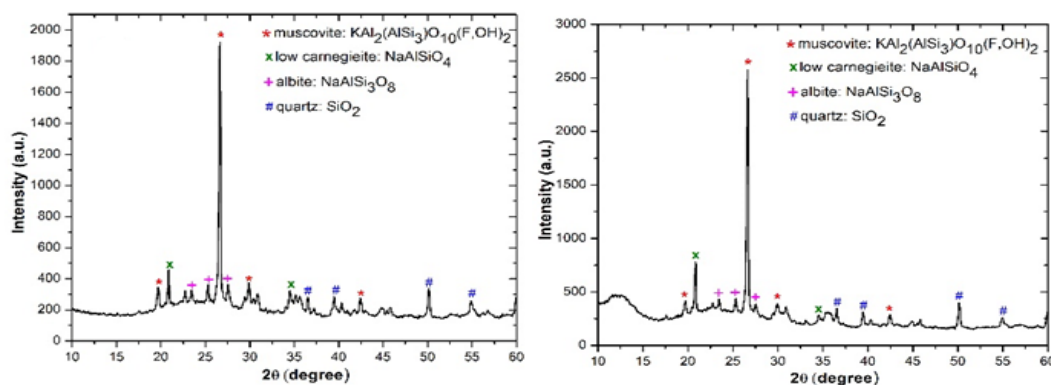 2000
1800
1600
1400
1200
1000
800
600
400
200
0
Intensity (a.u.)
* muscovite: KAl2(AlSi3)O10(F,OH)2
x low carnegieite: NaAlSiO4
+ albite: NaAlSi3O8
# quartz: SiO2
* x + + + * x # # * # #
10 15 20 25 30 35 40 45 50 55 60
2θ (degree)
3000
2500
2000
1500
1000
500
0
Intensity (a.u.)
* muscovite: KAl2(AlSi3)O10(F,OH)2
x low carnegieite: NaAlSiO4
+ albite: NaAlSi3O8
# quartz: SiO2
* x + + + * x # # * # #
10 15 20 25 30 35 40 45 50 55 60
2θ (degree)